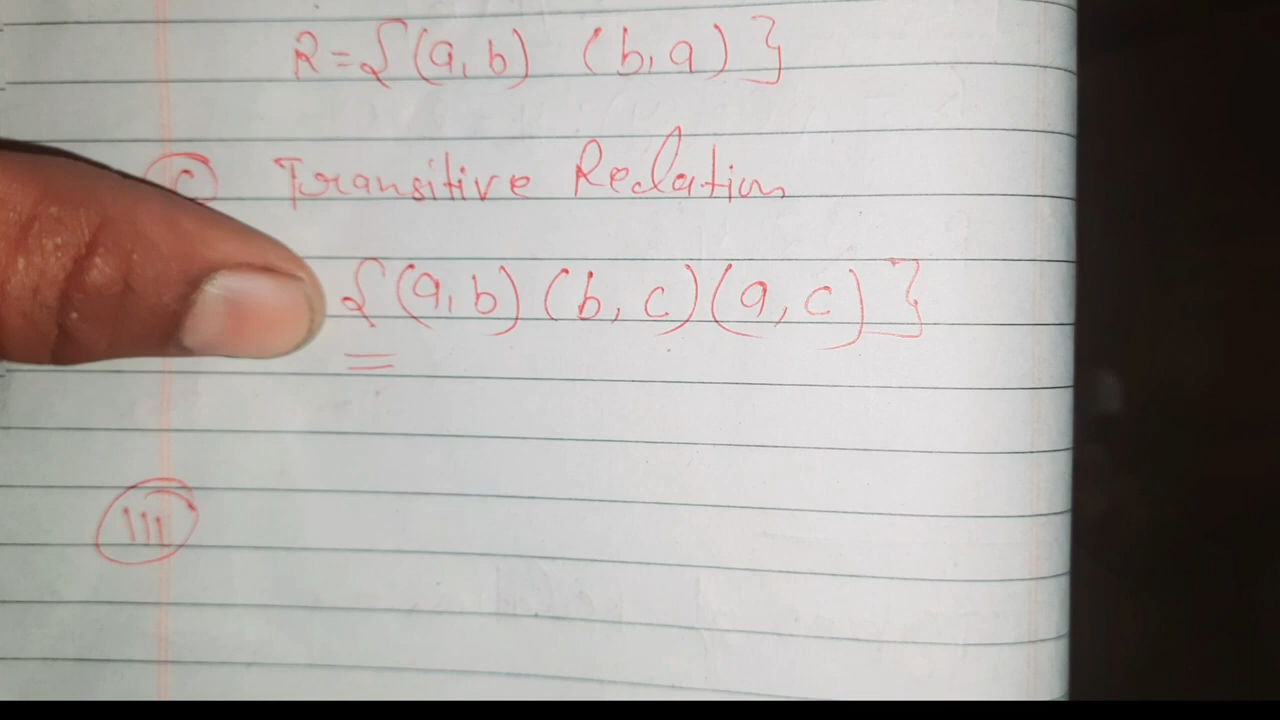 R = {(a, b) (b, a) }
(c) Transitive Relation
{(a, b) (b, c) (a, c) }
(III)